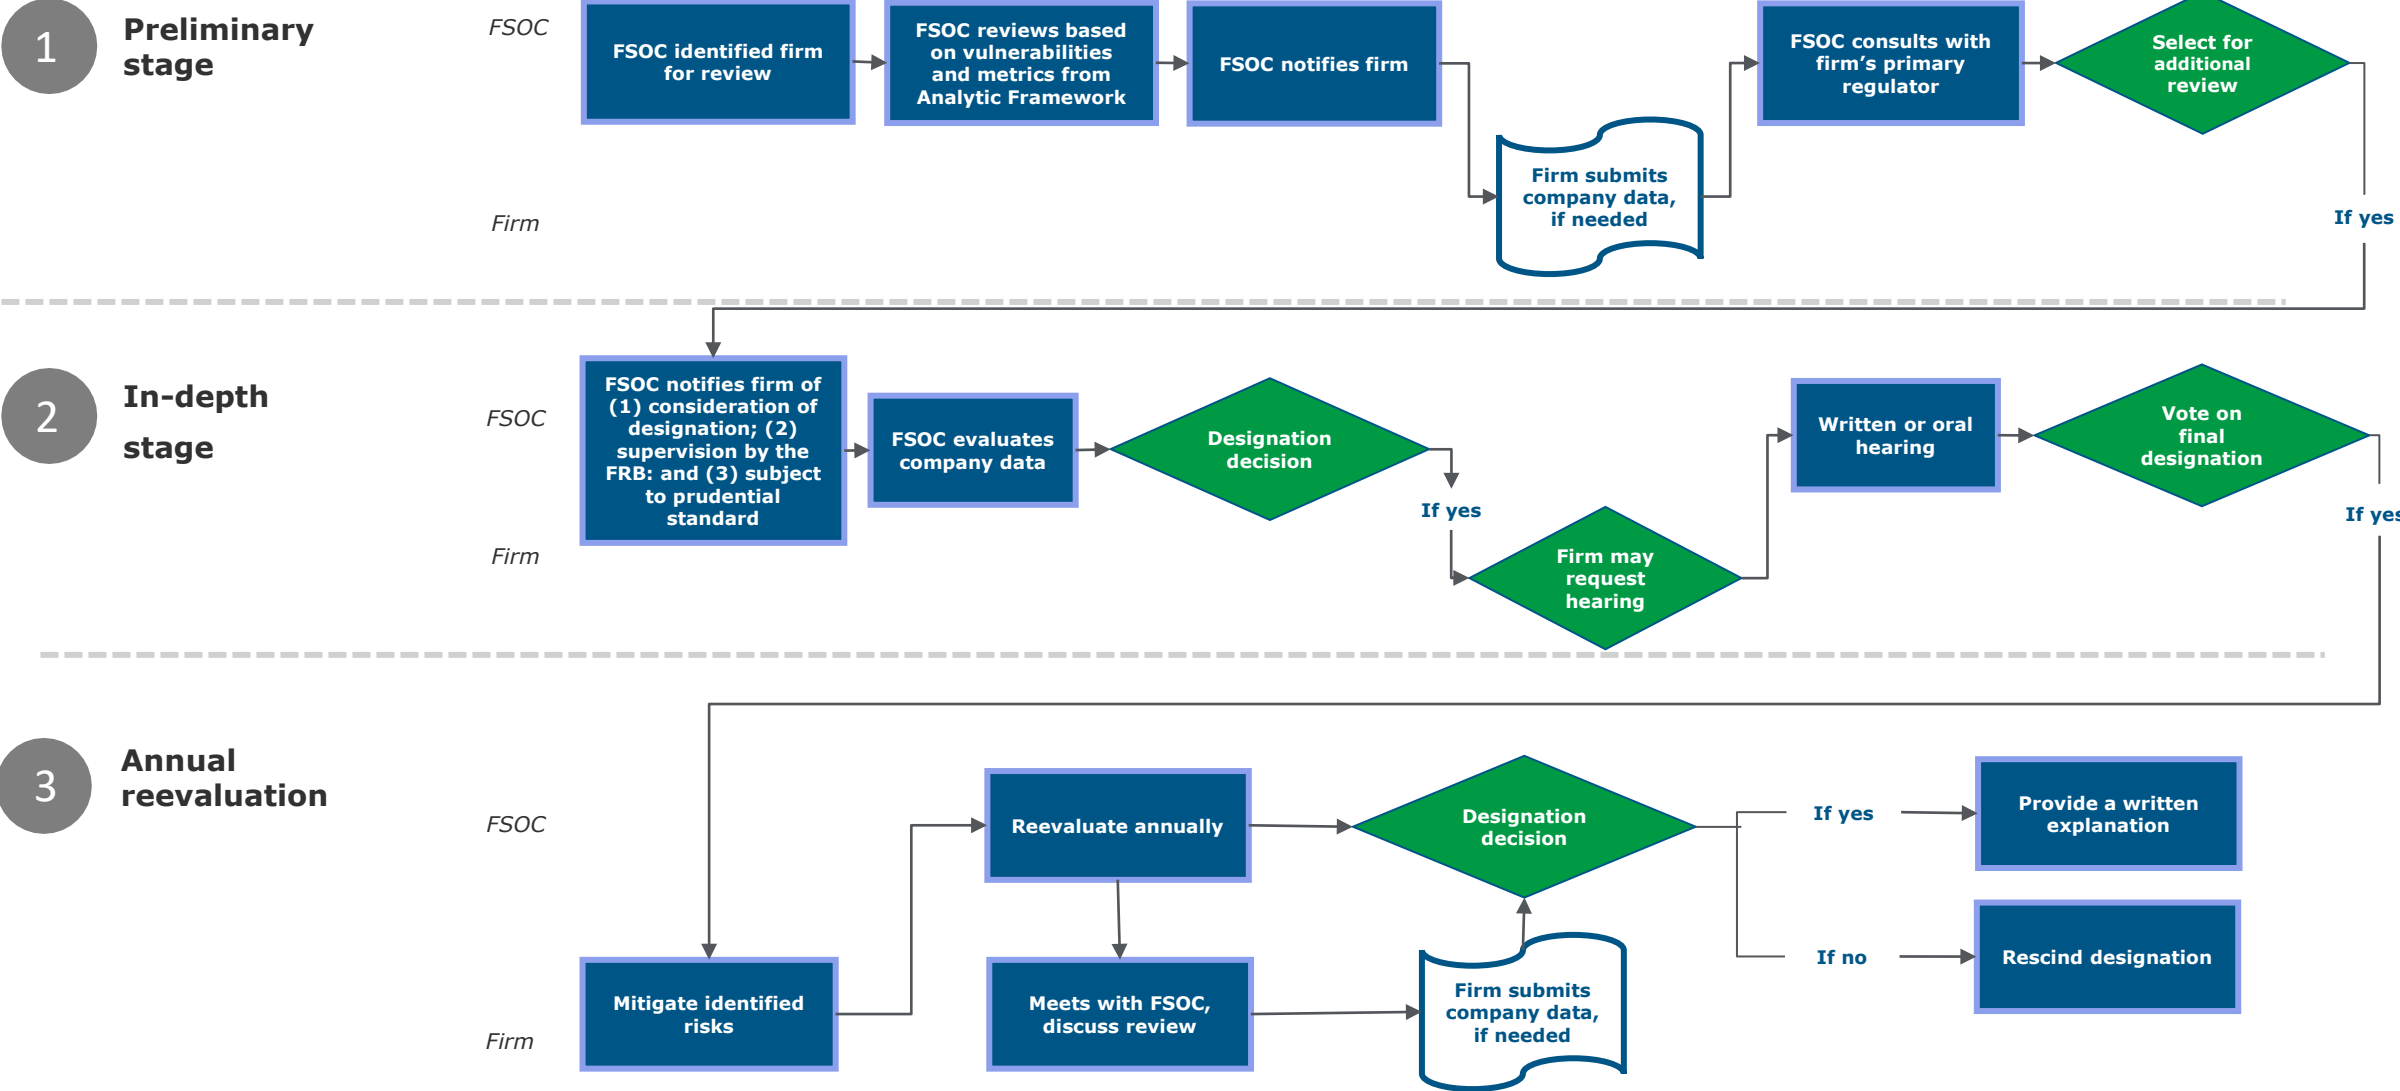 1
Preliminary
stage
FSOC
FSOC identified firm
for review
FSOC reviews based
on vulnerabilities
and metrics from
Analytic Framework
FSOC notifies firm
FSOC consults with
firm’s primary
regulator
Select for
additional
review
Firm
Firm submits
company data,
if needed
If yes
2
In-depth
stage
FSOC
FSOC notifies firm of
(1) consideration of
designation; (2)
supervision by the
FRB: and (3) subject
to prudential
standard
FSOC evaluates
company data
Designation
decision
If yes
Firm
Firm may
request
hearing
Written or oral
hearing
Vote on
final
designation
If yes
3
Annual
reevaluation
FSOC
Reevaluate annually
Designation
decision
If yes
Provide a written
explanation
If no
Rescind designation
Firm
Mitigate identified
risks
Meets with FSOC,
discuss review
Firm submits
company data,
if needed